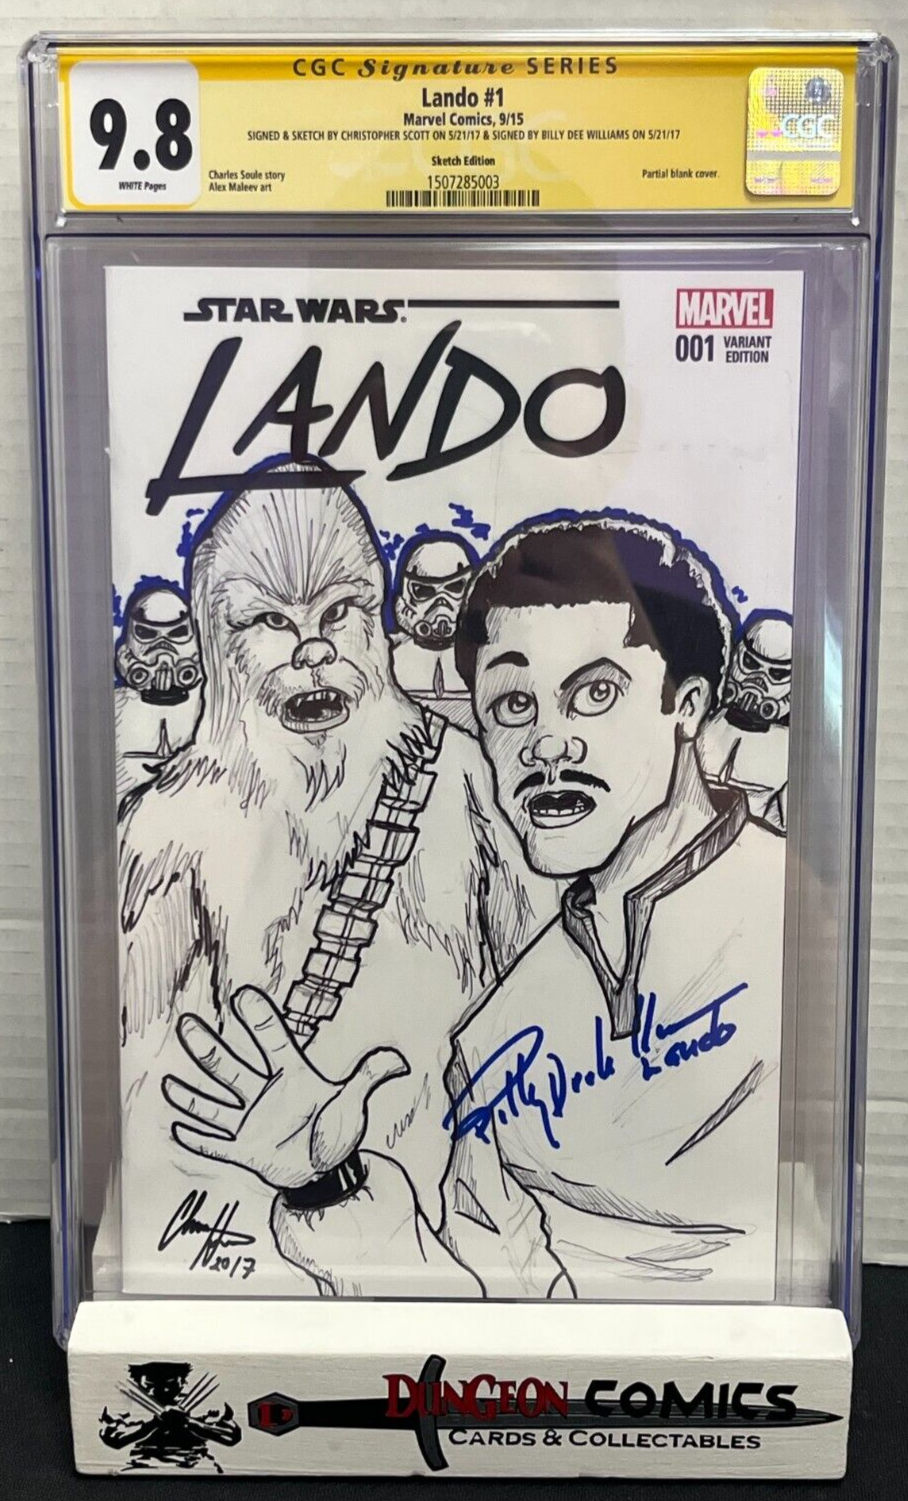 CGC Signature SERIES
9.8
WHITE Pages
Lando #1
Marvel Comics, 9/15
SIGNED & SKETCH BY CHRISTOPHER SCOTT ON 5/21/17 & SIGNED BY BILLY DEE WILLIAMS ON 5/21/17
Sketch Edition
Charles Soule story
Alex Maleev art
1507285003
Partial blank cover.
CGC
STAR WARS
LANDO
MARVEL
001 VARIANT
EDITION
Billy Dee
Lando
2017
DUNGEON COMICS
CARDS & COLLECTABLES